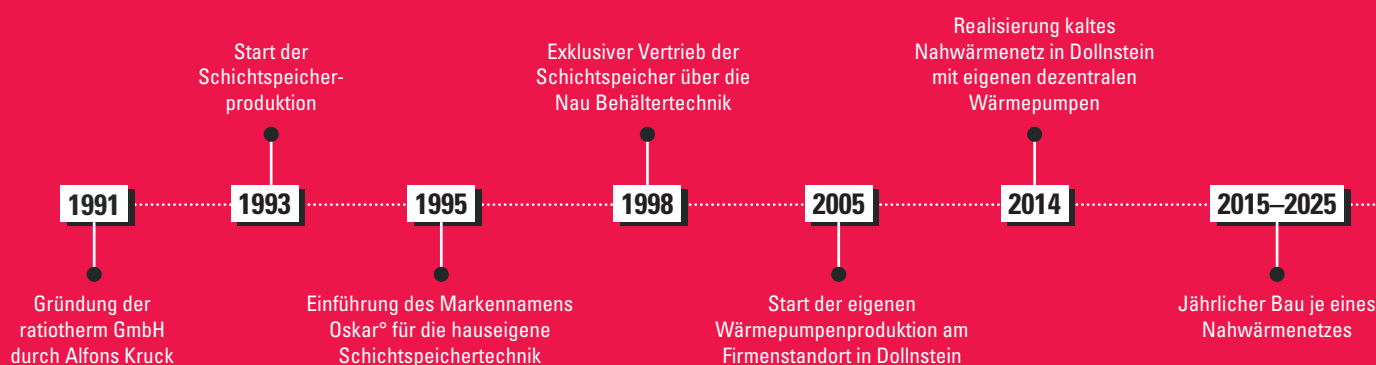 1991
Gründung der
ratiotherm GmbH
durch Alfons Kruck
Start der
Schichtspeicher-
produktion
1993
1995
Einführung des Markennamens
Oskar° für die hauseigene
Schichtspeichertechnik
Exklusiver Vertrieb der
Schichtspeicher über die
Nau Behältertechnik
1998
2005
Start der eigenen
Wärmepumpenproduktion am
Firmenstandort in Dollnstein
Realisierung kaltes
Nahwärmenetz in Dollnstein
mit eigenen dezentralen
Wärmepumpen
2014
2015–2025
Jährlicher Bau je eines
Nahwärmenetzes